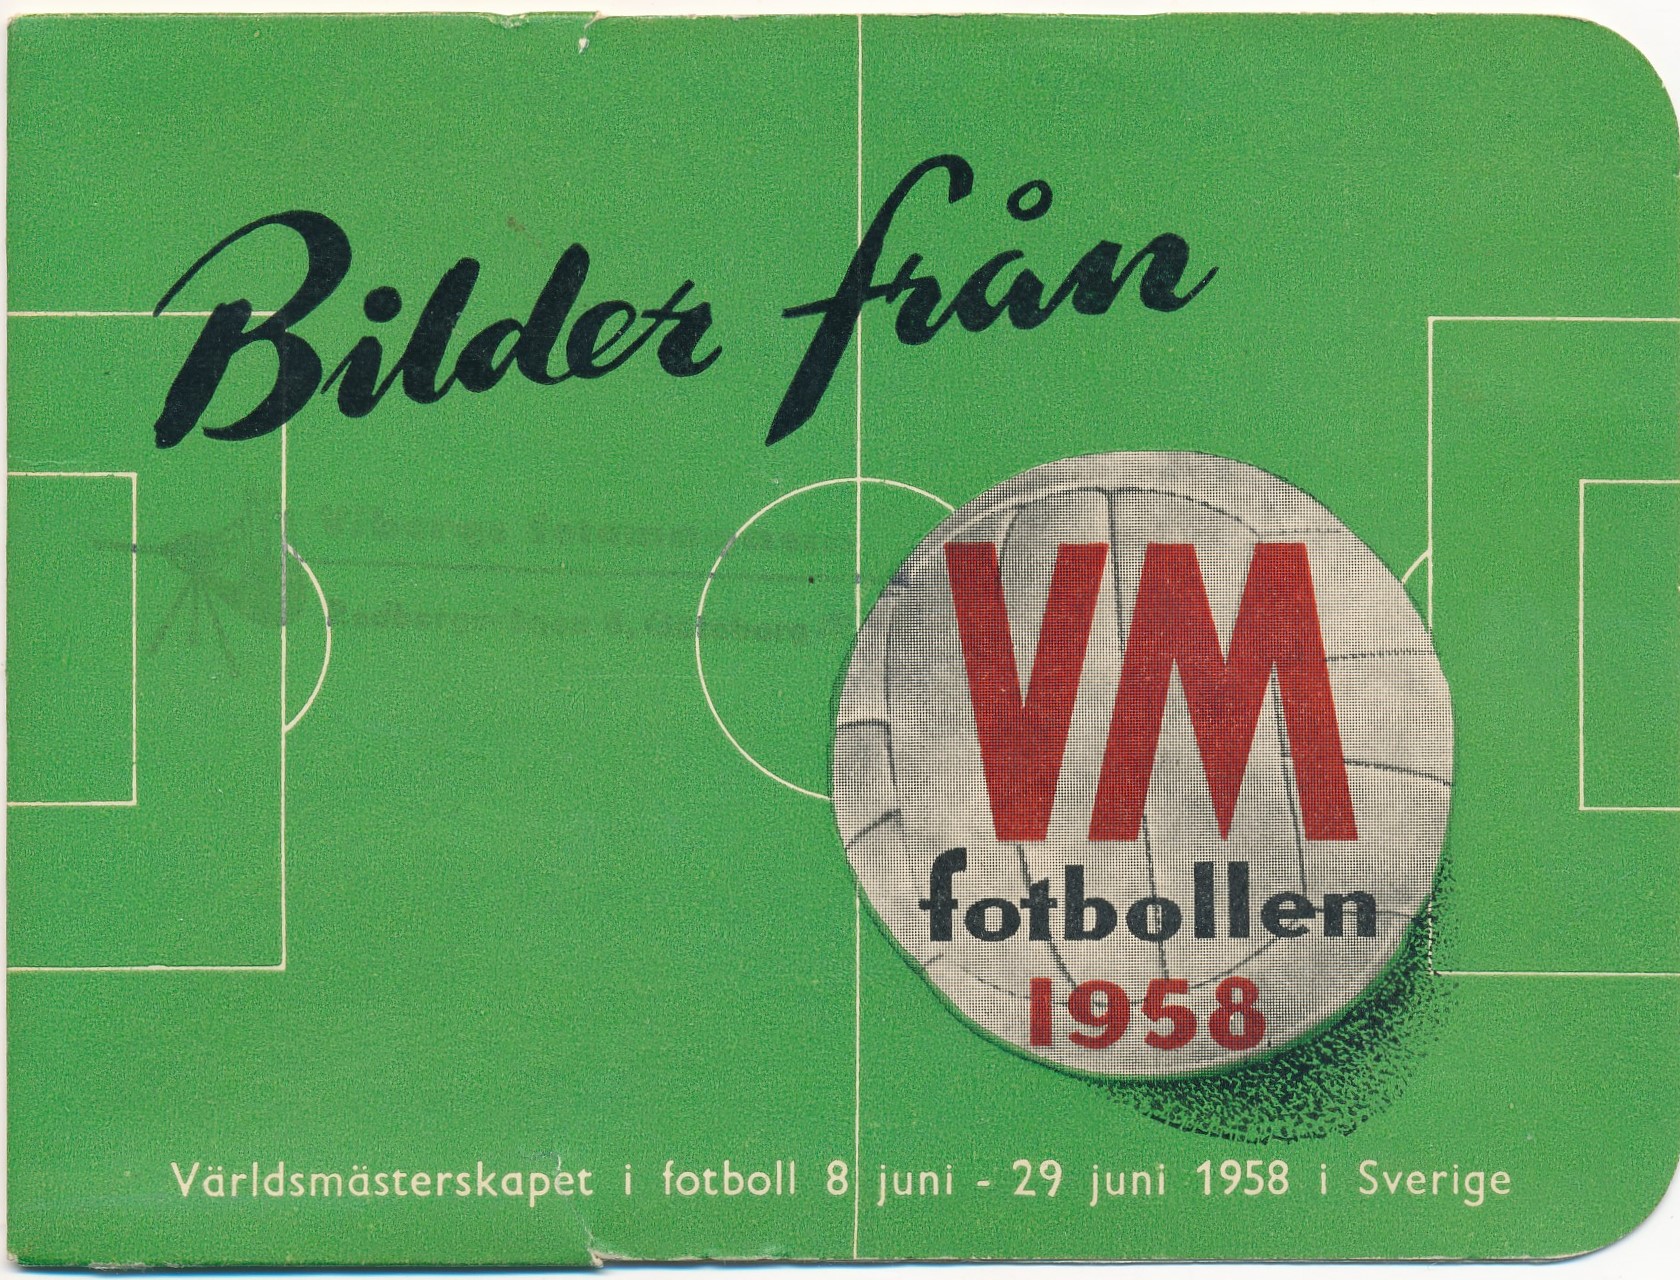 Bilder från
VM
fotbollen
1958
Världsmästerskapet i fotboll 8 juni - 29 juni 1958 i Sverige